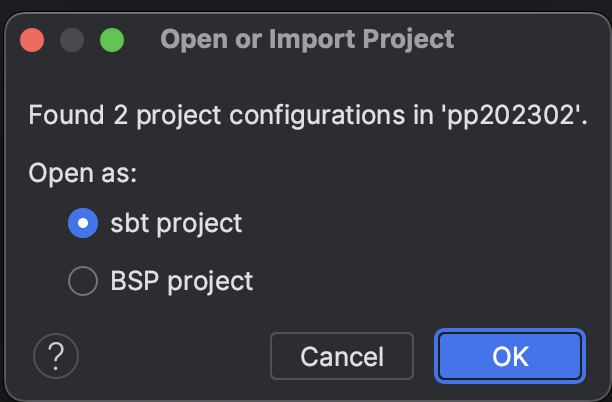 Open or Import Project
Found 2 project configurations in 'pp202302'.
Open as:
sbt project
BSP project
?
Cancel
OK